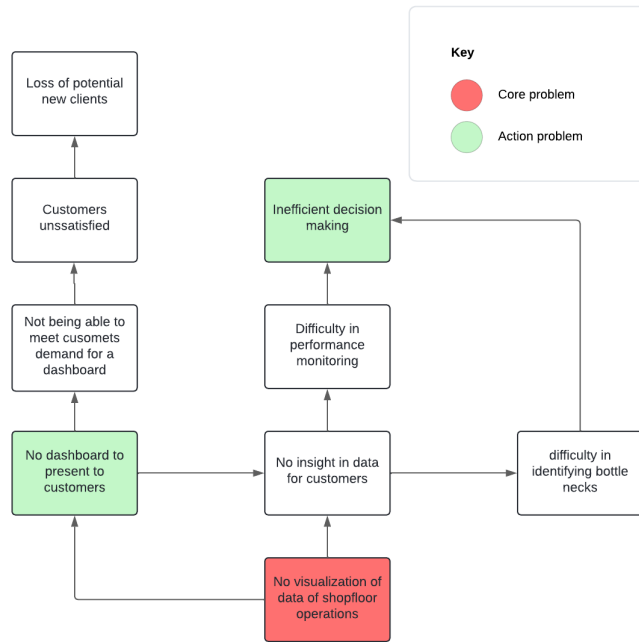 Key
Core problem
Action problem
Loss of potential
new clients
Customers
unssatisfied
Inefficient decision
making
Not being able to
meet cusomets
demand for a
dashboard
Difficulty in
performance
monitoring
No dashboard to
present to
customers
No insight in data
for customers
difficulty in
identifying bottle
necks
No visualization of
data of shopfloor
operations